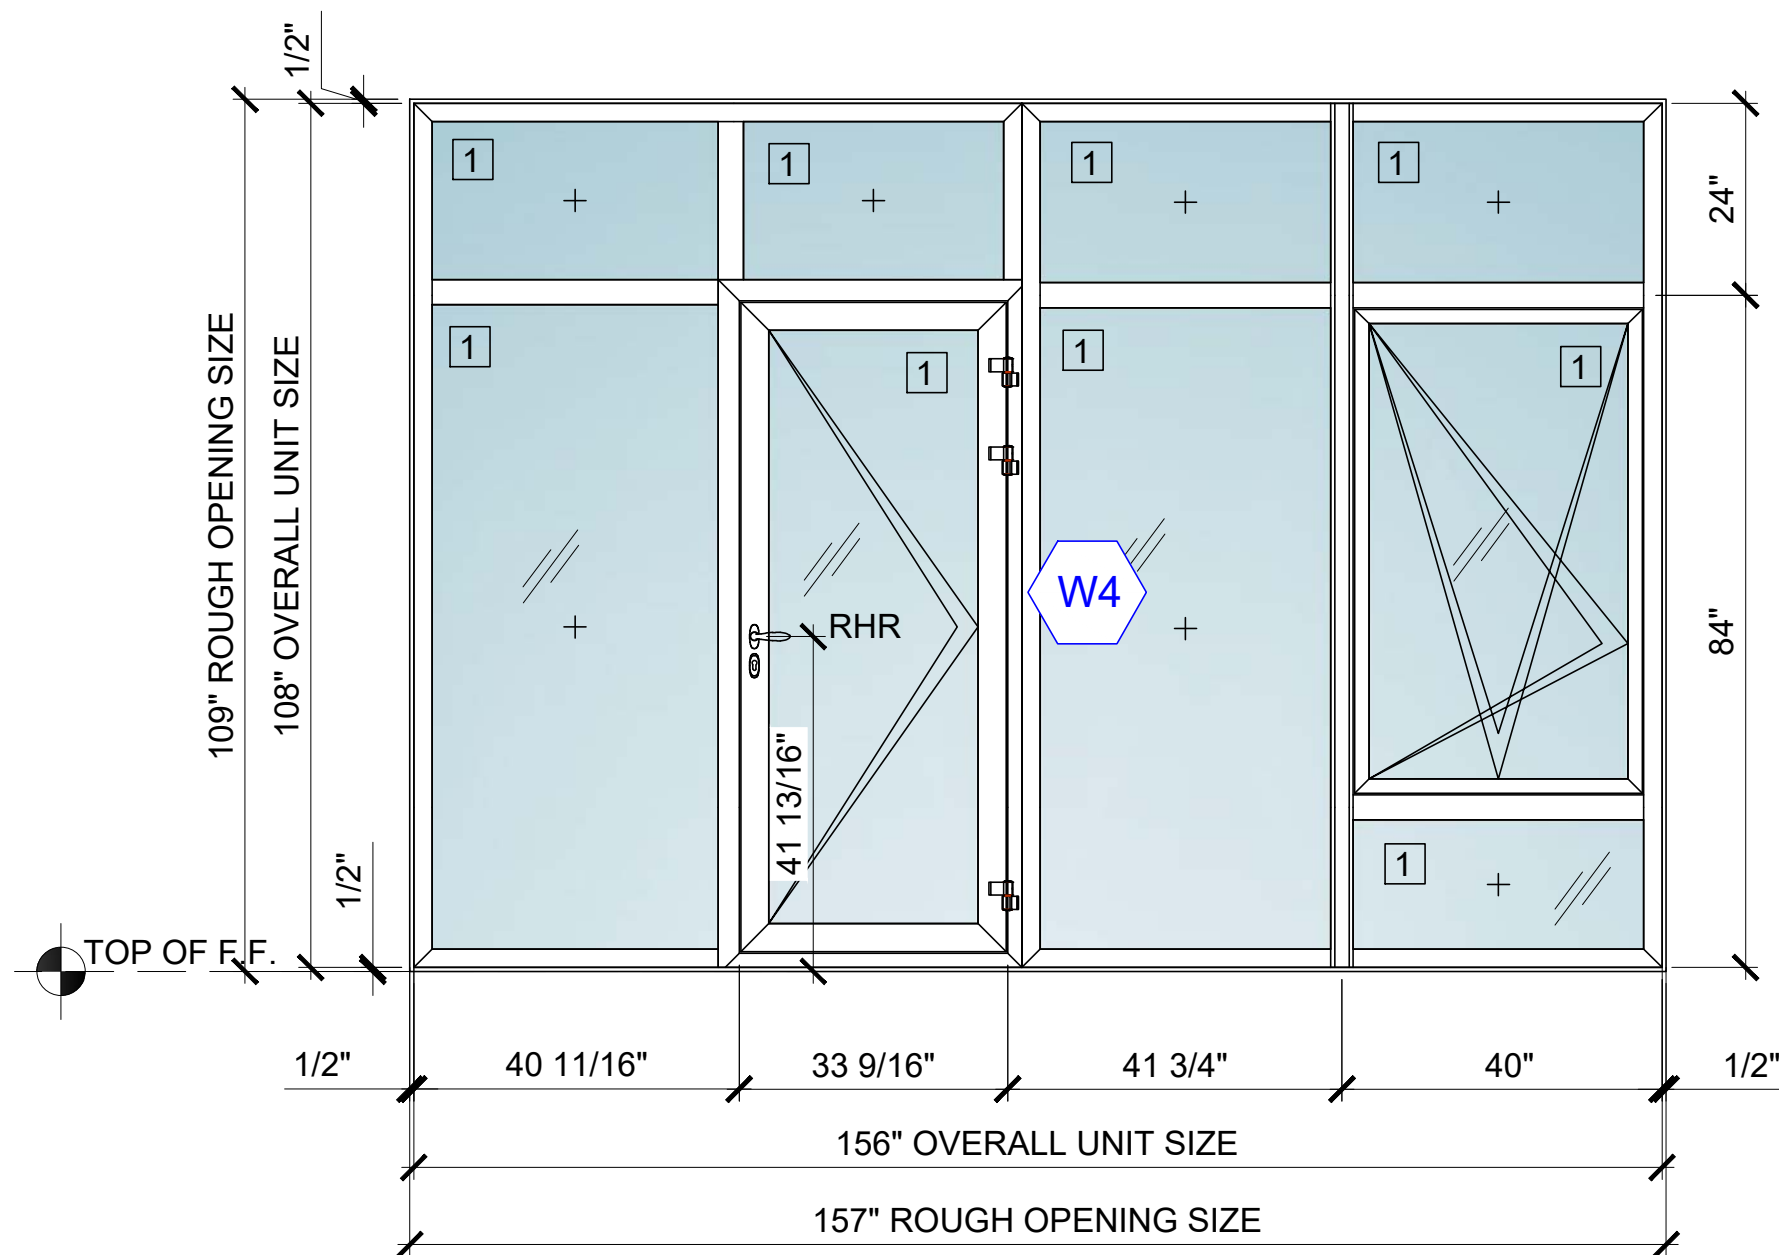 1/2"
1
1
1
1
24"
109" ROUGH OPENING SIZE
108" OVERALL UNIT SIZE
1
1
1
1
W4
RHR
84"
41 13/16"
1/2"
1
TOP OF F.F.
1/2"
40 11/16"
33 9/16"
41 3/4"
40"
1/2"
156" OVERALL UNIT SIZE
157" ROUGH OPENING SIZE